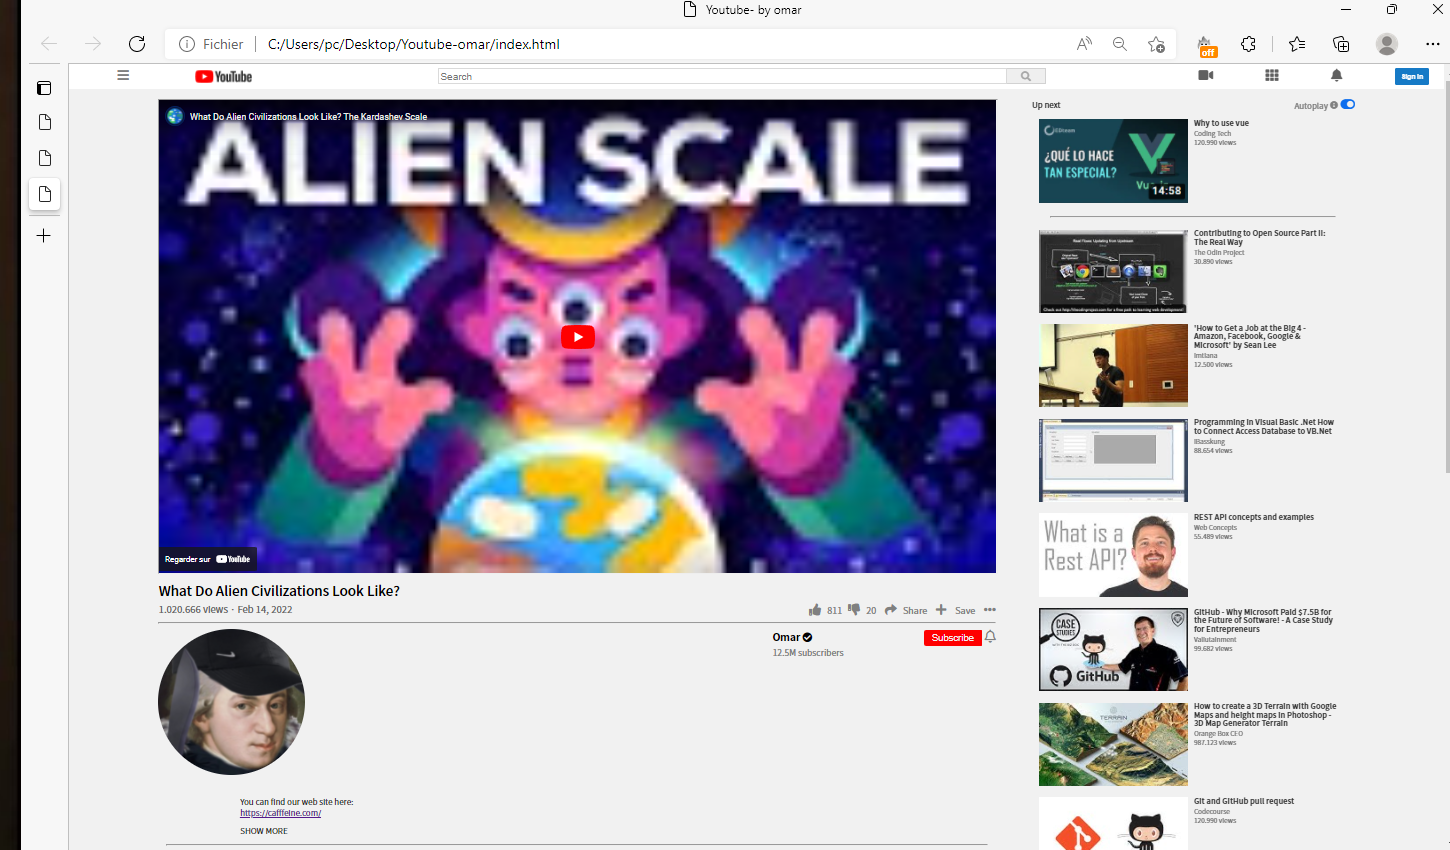 Youtube- by omar
Fichier
C:/Users/pc/Desktop/Youtube-omar/index.html
off
YouTube
Search
Sign in
What Do Alien Civilizations Look Like? The Kardashev Scale
ALIEN SCALE
Regarder sur YouTube
What Do Alien Civilizations Look Like?
1.020.666 views · Feb 14, 2022
811 20 Share Save
Omar
12.5M subscribers
Subscribe
You can find our web site here:
https://cafffeine.com/
SHOW MORE
Up next
Autoplay
¿QUÉ LO HACE
TAN ESPECIAL?
14:58
Why to use vue
Coding Tech
120.990 views
Contributing to Open Source Part II:
The Real Way
The Odin Project
30.890 views
'How to Get a Job at the Big 4 -
Amazon, Facebook, Google &
Microsoft' by Sean Lee
Imtiana
12.500 views
Programming in Visual Basic .Net How
to Connect Access Database to VB.Net
iBasskung
88.654 views
What is a
Rest API?
REST API concepts and examples
Web Concepts
55.489 views
CASE
STUDIES
GitHub
GitHub - Why Microsoft Paid $7.5B for
the Future of Software! - A Case Study
for Entrepreneurs
Valiutainment
99.682 views
TERRAIN
How to create a 3D Terrain with Google
Maps and height maps in Photoshop -
3D Map Generator Terrain
Orange Box CEO
987.123 views
Git and GitHub pull request
Codecourse
120.990 views